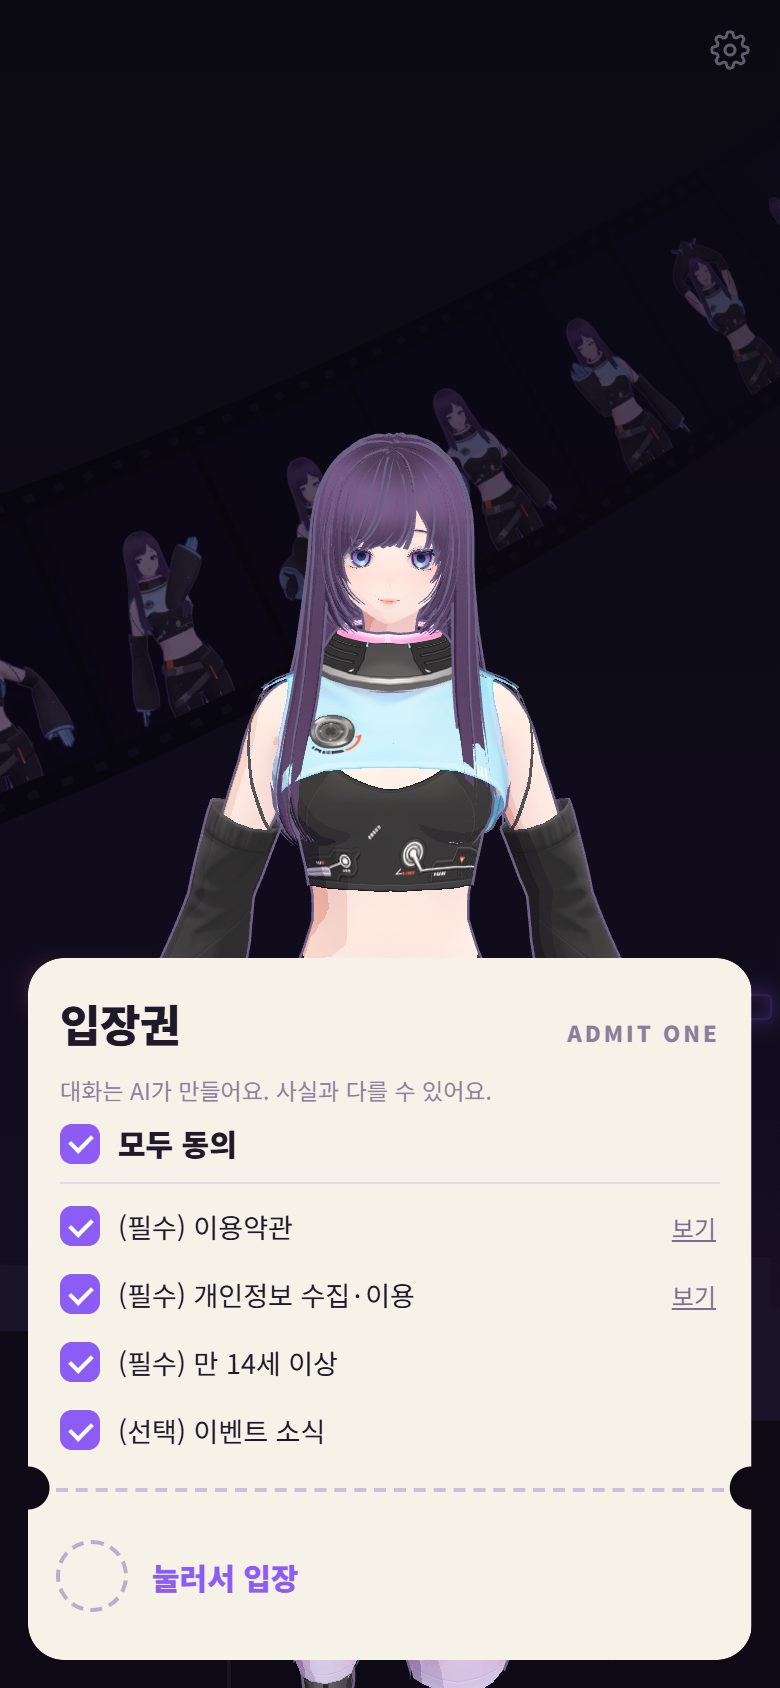 입장권
ADMIT ONE
대화는 AI가 만들어요. 사실과 다를 수 있어요.
모두 동의
(필수) 이용약관 보기
(필수) 개인정보 수집·이용 보기
(필수) 만 14세 이상
(선택) 이벤트 소식
눌러서 입장